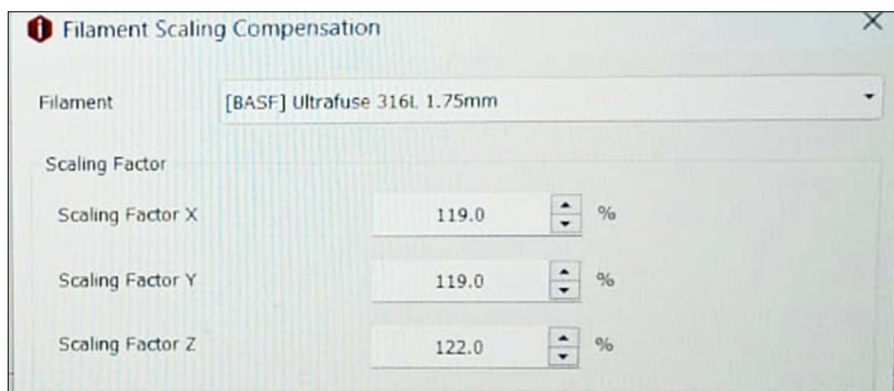 Filament Scaling Compensation
Filament [BASF] Ultrafuse 316L 1.75mm
Scaling Factor
Scaling Factor X 119.0 %
Scaling Factor Y 119.0 %
Scaling Factor Z 122.0 %